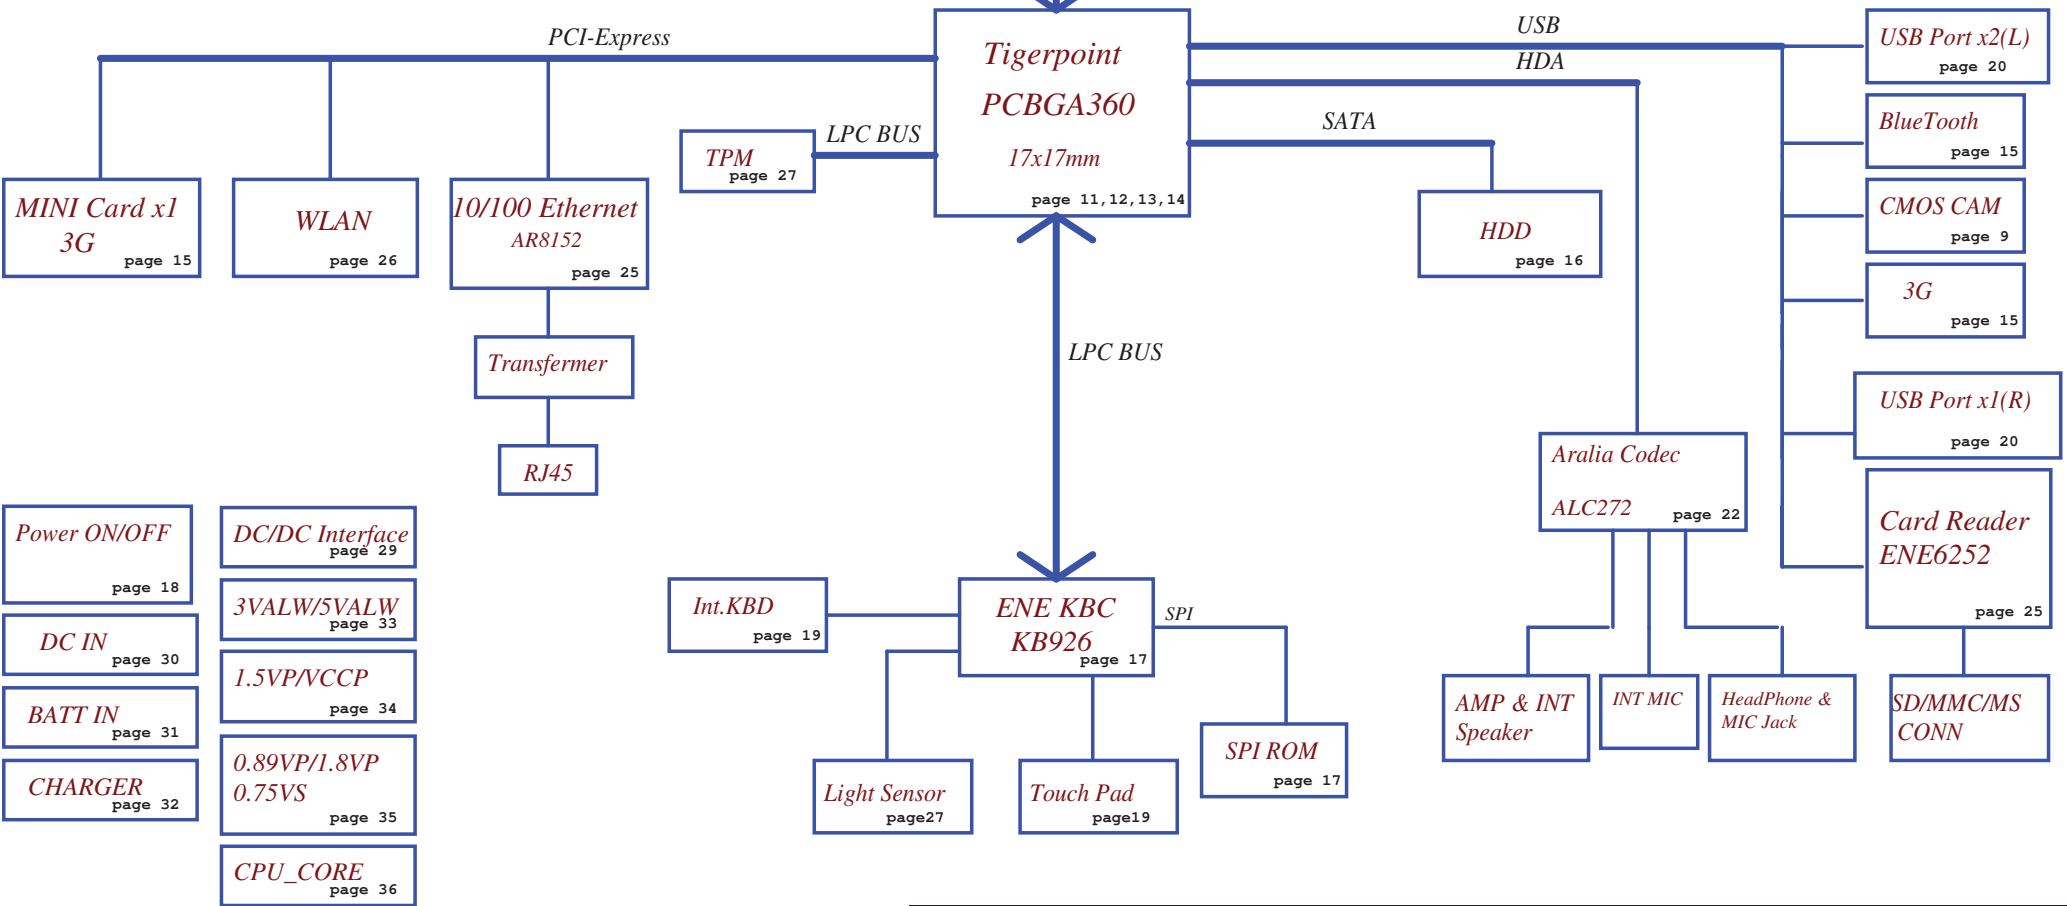 PCI-Express
Tigerpoint
PCBGA360
17x17mm
page 11,12,13,14
LPC BUS
TPM
page 27
USB
HDA
SATA
USB Port x2(L)
page 20
BlueTooth
page 15
CMOS CAM
page 9
3G
page 15
USB Port x1(R)
page 20
Card Reader
ENE6252
page 25
SD/MMC/MS
CONN
MINI Card x1
3G
page 15
WLAN
page 26
10/100 Ethernet
AR8152
page 25
Transfermer
RJ45
HDD
page 16
LPC BUS
Aralia Codec
ALC272
page 22
AMP & INT
Speaker
INT MIC
HeadPhone &
MIC Jack
Power ON/OFF
page 18
DC IN
page 30
BATT IN
page 31
CHARGER
page 32
DC/DC Interface
page 29
3VALW/5VALW
page 33
1.5VP/VCCP
page 34
0.89VP/1.8VP
0.75VS
page 35
CPU_CORE
page 36
Int.KBD
page 19
ENE KBC
KB926
page 17
SPI
Light Sensor
page27
Touch Pad
page19
SPI ROM
page 17